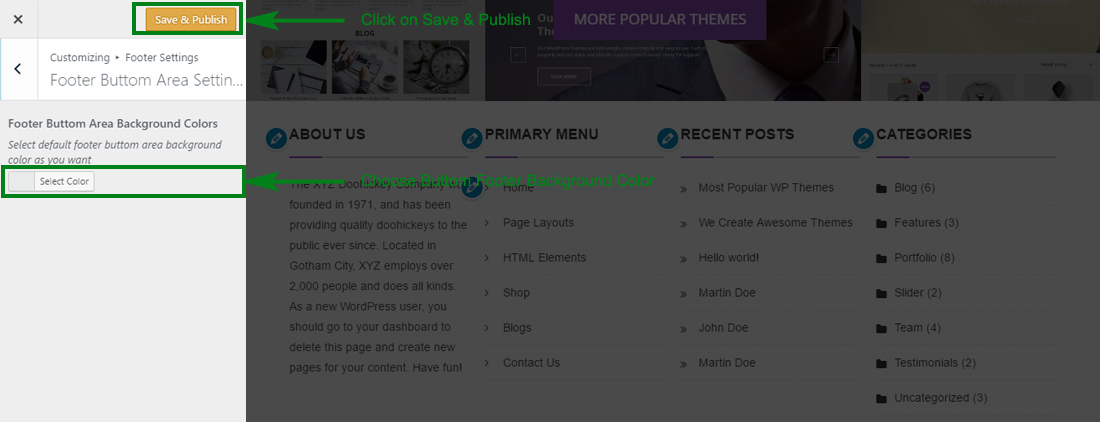 Save & Publish
Click on Save & Publish
Customizing ▸ Footer Settings
Footer Buttom Area Settin...
Footer Buttom Area Background Colors
Select default footer buttom area background
color as you want
Select Color
Choose Buttom Footer Background Color
BLOG
MORE POPULAR THEMES
VIEW MORE
ABOUT US
The XYZ Doohickey Company was
founded in 1971, and has been
providing quality doohickeys to the
public ever since. Located in
Gotham City, XYZ employs over
2,000 people and does all kinds.
As a new WordPress user, you
should go to your dashboard to
delete this page and create new
pages for your content. Have fun!
PRIMARY MENU
Home
Page Layouts
HTML Elements
Shop
Blogs
Contact Us
RECENT POSTS
Most Popular WP Themes
We Create Awesome Themes
Hello world!
Martin Doe
John Doe
Martin Doe
CATEGORIES
Blog (6)
Features (3)
Portfolio (8)
Slider (2)
Team (4)
Testimonials (2)
Uncategorized (3)